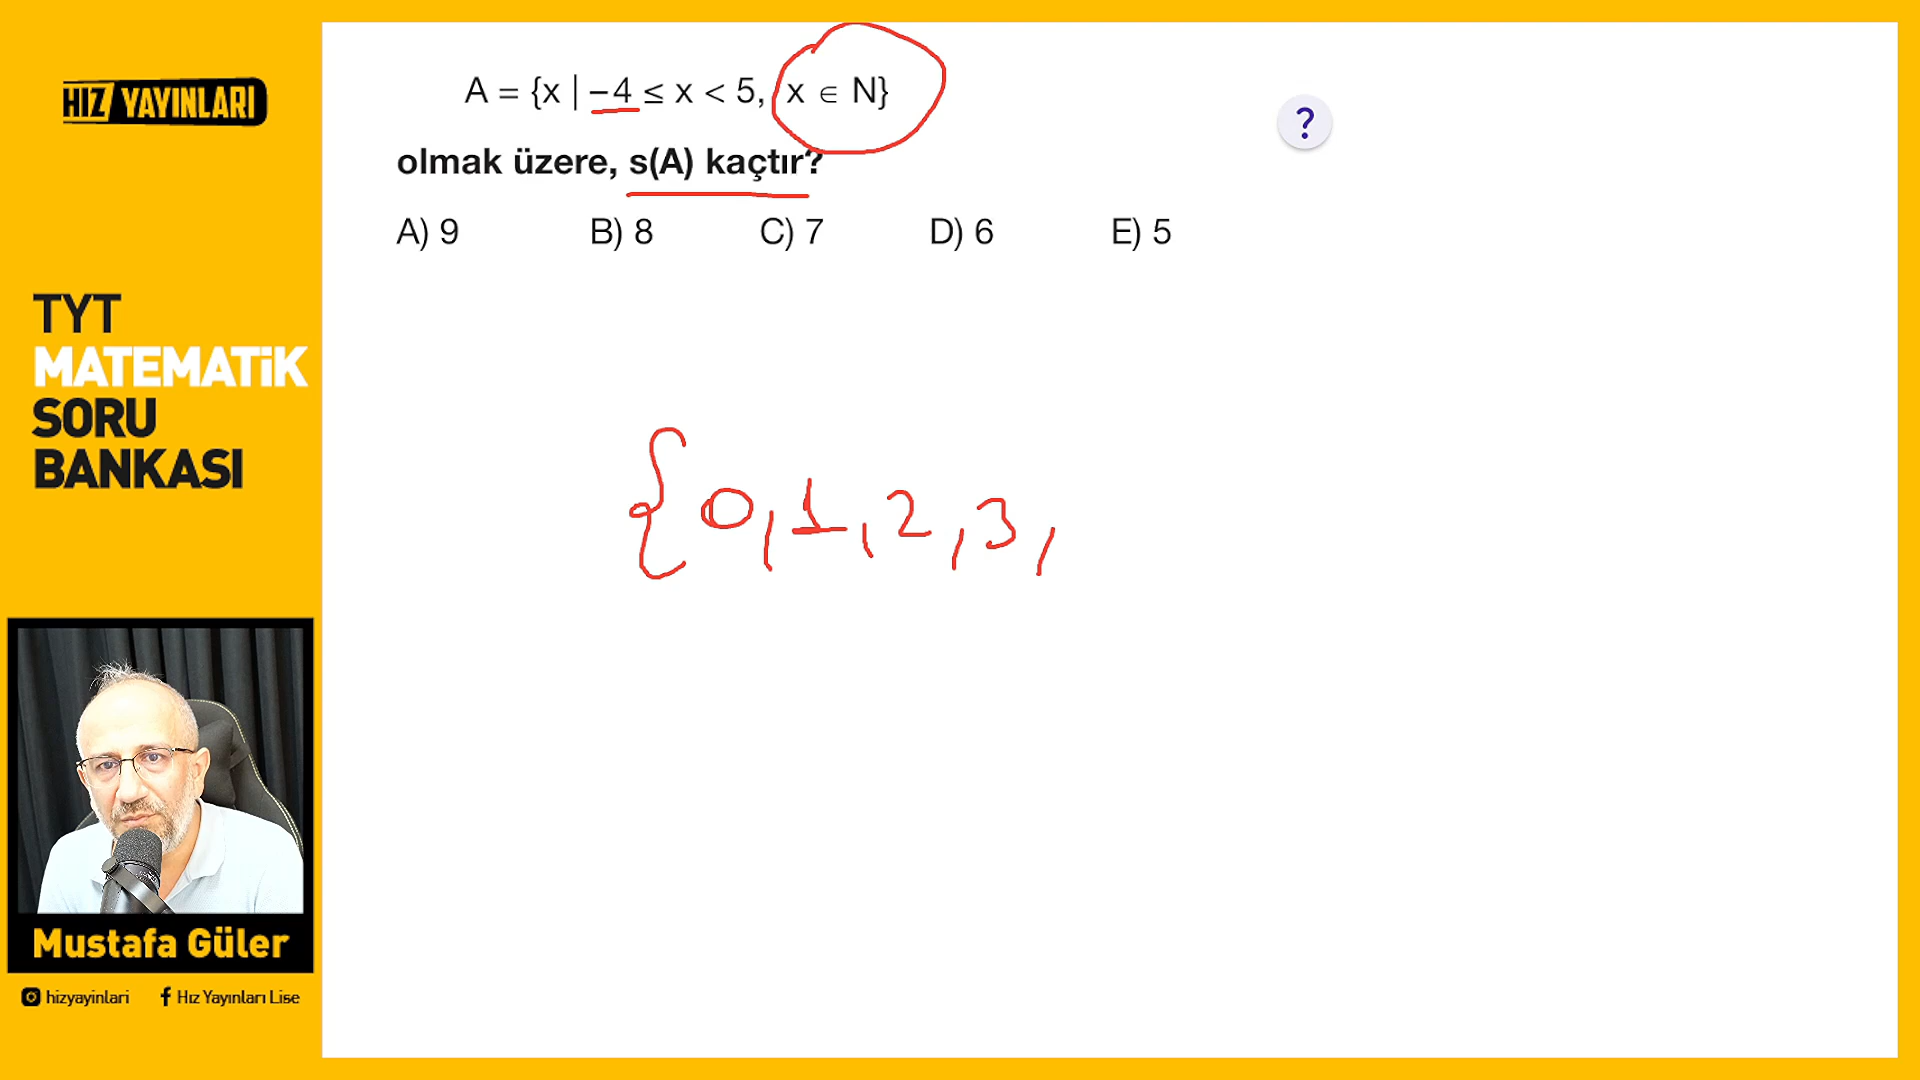 HIZ YAYINLARI
TYT
MATEMATİK
SORU
BANKASI
Mustafa Güler
hizyayinlari
Hız Yayınları Lise
A = {x | −4 ≤ x < 5, x ∈ N}
olmak üzere, s(A) kaçtır?
A) 9 B) 8 C) 7 D) 6 E) 5
?
{0, 1, 2, 3,